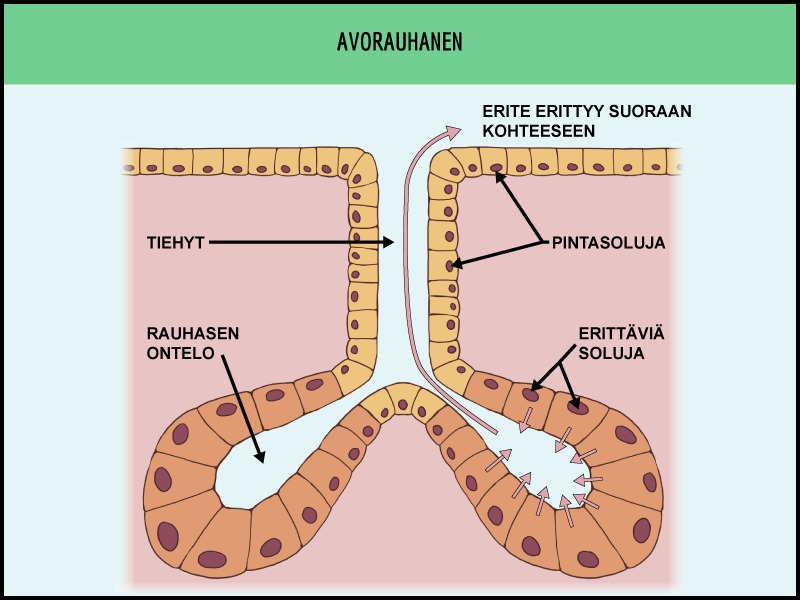 AVORAUHANEN
ERITE ERITTYY SUORAAN
KOHTEESEEN
TIEHYT
PINTASOLUJA
RAUHASEN
ONTELO
ERITTÄVIÄ
SOLUJA